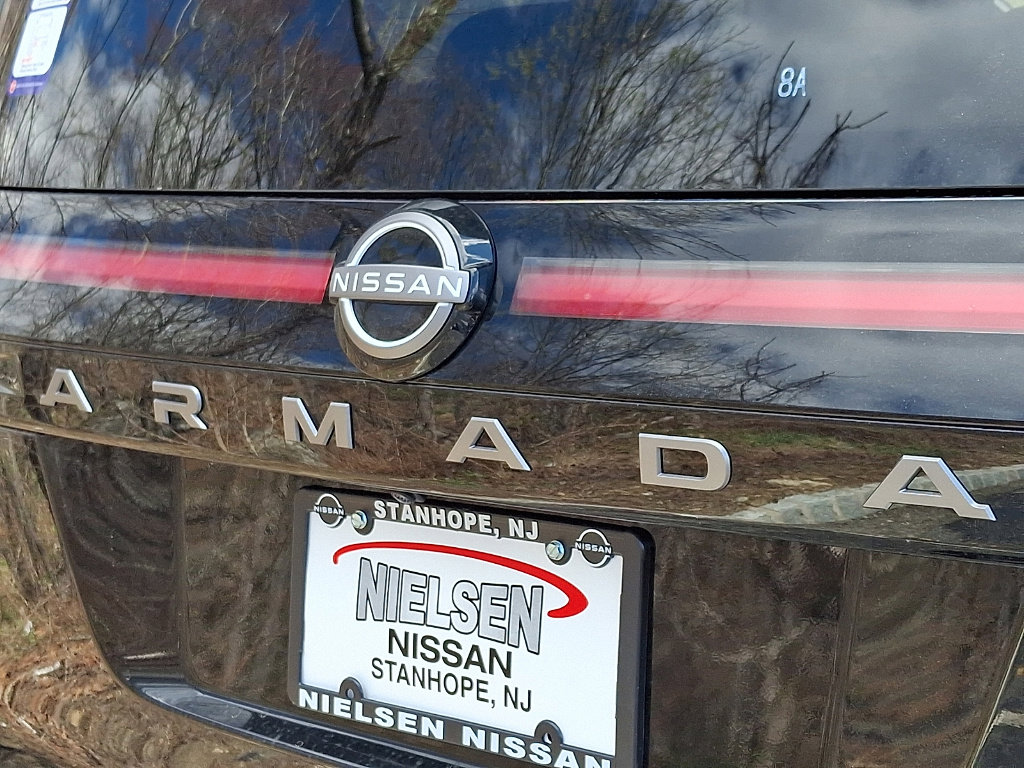 8A
NISSAN
ARMADA
NISSAN
STANHOPE, NJ
NISSAN
NIELSEN
NISSAN
STANHOPE, NJ
NIELSEN NISSAN